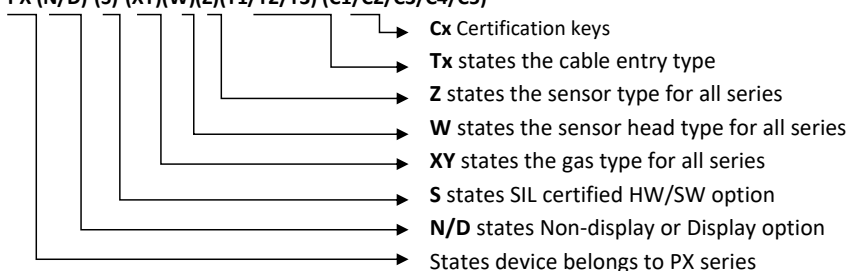 PX (N/D) (S) (XY)(W)(Z)(T1/T2/T3) (C1/C2/C3/C4/C5)
Cx Certification keys
Tx states the cable entry type
Z states the sensor type for all series
W states the sensor head type for all series
XY states the gas type for all series
S states SIL certified HW/SW option
N/D states Non-display or Display option
States device belongs to PX series